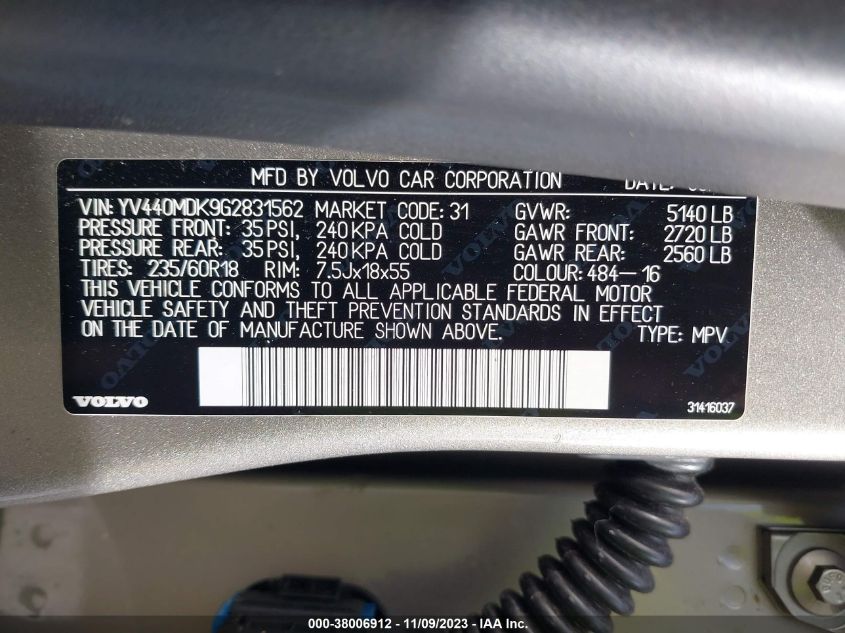 MFD BY VOLVO CAR CORPORATION
VIN: YV440MDK9G2831562 MARKET CODE: 31 GVWR: 5140 LB
PRESSURE FRONT: 35 PSI, 240 KPA COLD GAWR FRONT: 2720 LB
PRESSURE REAR: 35 PSI, 240 KPA COLD GAWR REAR: 2560 LB
TIRES: 235/60R18 RIM: 7.5Jx18x55 COLOUR: 484-16
THIS VEHICLE CONFORMS TO ALL APPLICABLE FEDERAL MOTOR
VEHICLE SAFETY AND THEFT PREVENTION STANDARDS IN EFFECT
ON THE DATE OF MANUFACTURE SHOWN ABOVE. TYPE: MPV
VOLVO 31416037
000-38006912 - 11/09/2023 - IAA Inc.